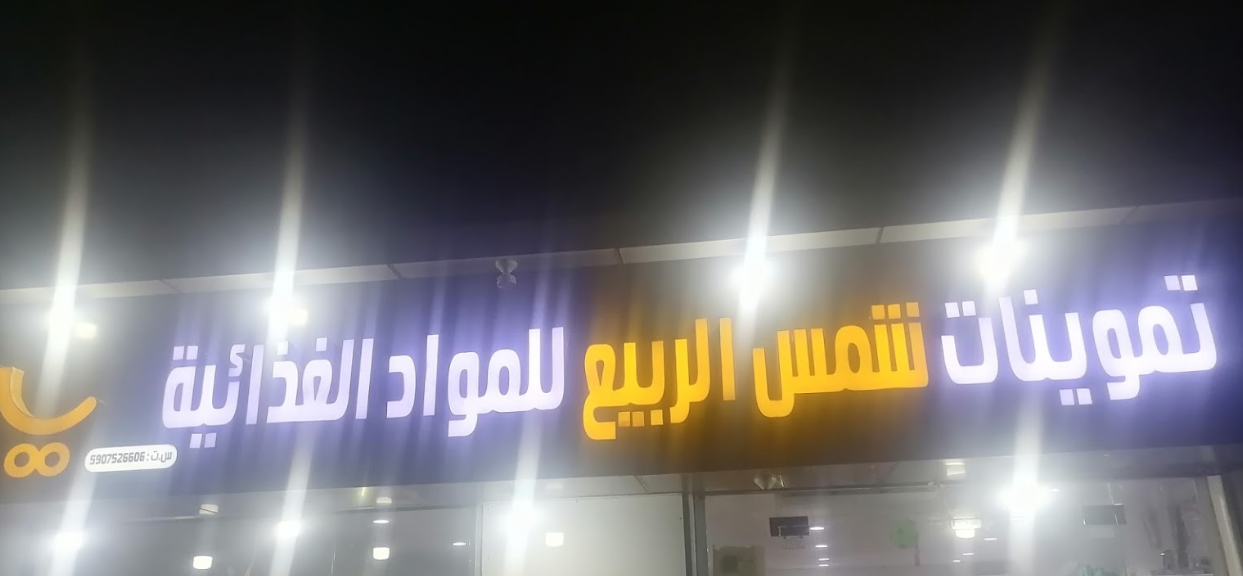 تموينات شمس الربيع للمواد الغذائية
س.ت : 5907526606